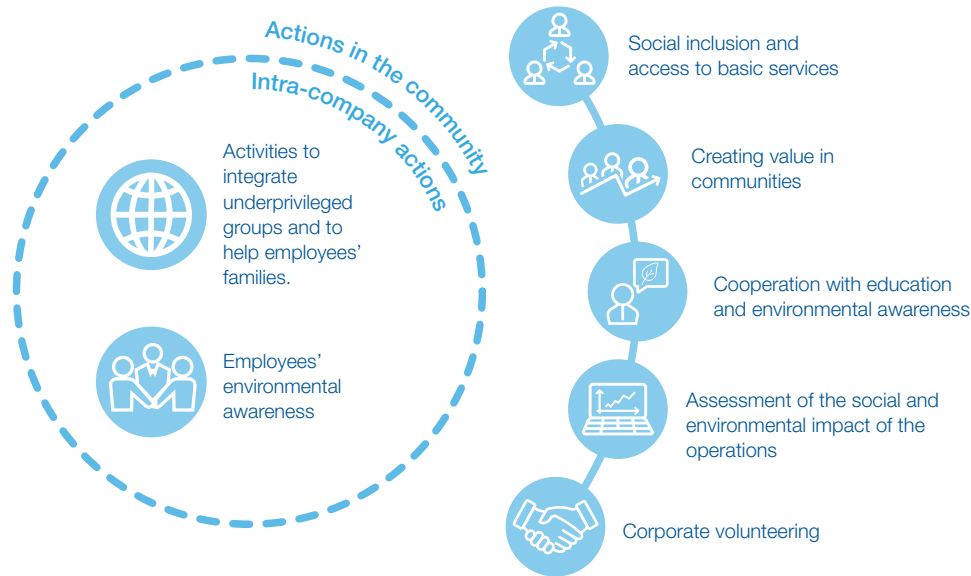 Actions in the community
Intra-company actions
Activities to
integrate
underprivileged
groups and to
help employees’
families.
Employees’
environmental
awareness
Social inclusion and
access to basic services
Creating value in
communities
Cooperation with education
and environmental awareness
Assessment of the social and
environmental impact of the
operations
Corporate volunteering